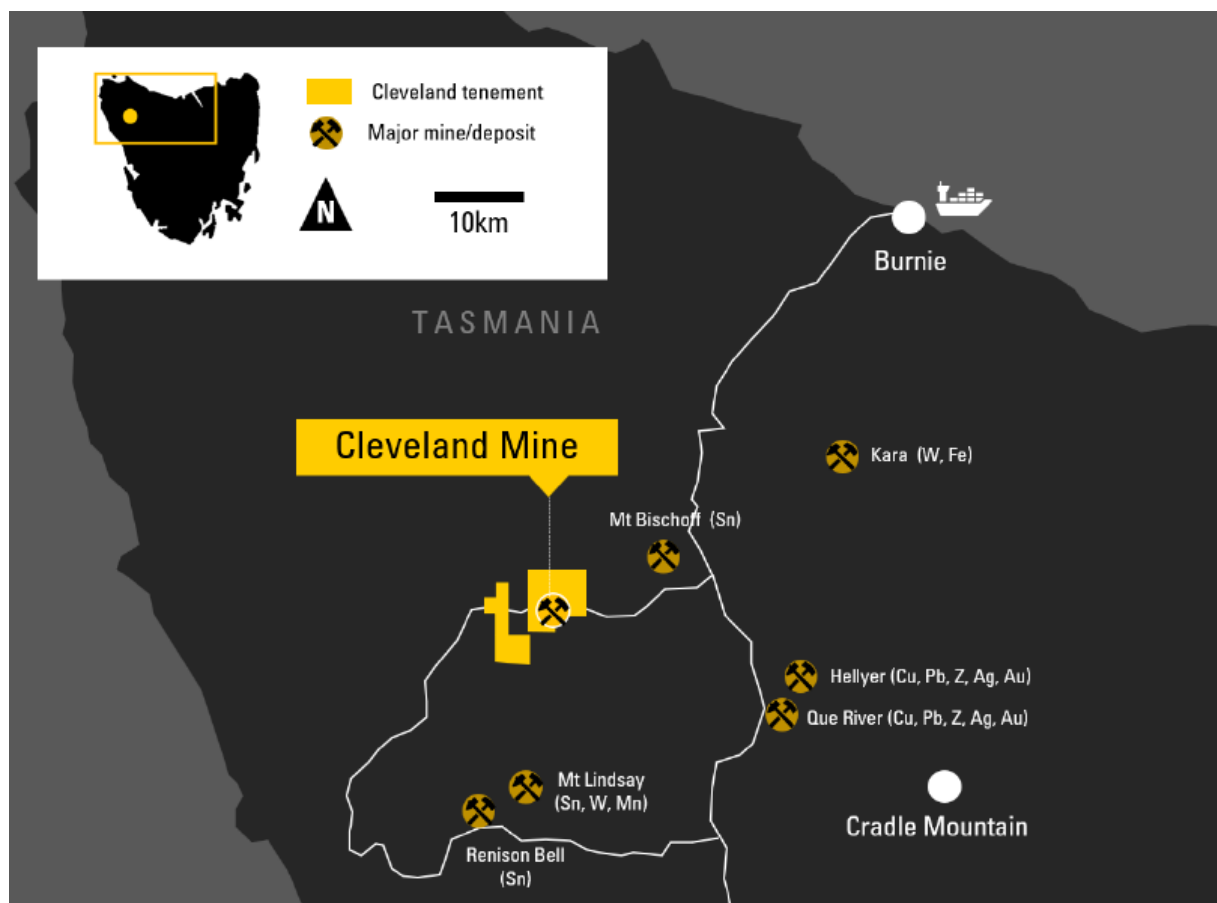 Cleveland tenement
Major mine/deposit
N
10km
Burnie
TASMANIA
Cleveland Mine
Kara (W, Fe)
Mt Bischoff (Sn)
Hellyer (Cu, Pb, Z, Ag, Au)
Que River (Cu, Pb, Z, Ag, Au)
Mt Lindsay
(Sn, W, Mn)
Cradle Mountain
Renison Bell
(Sn)